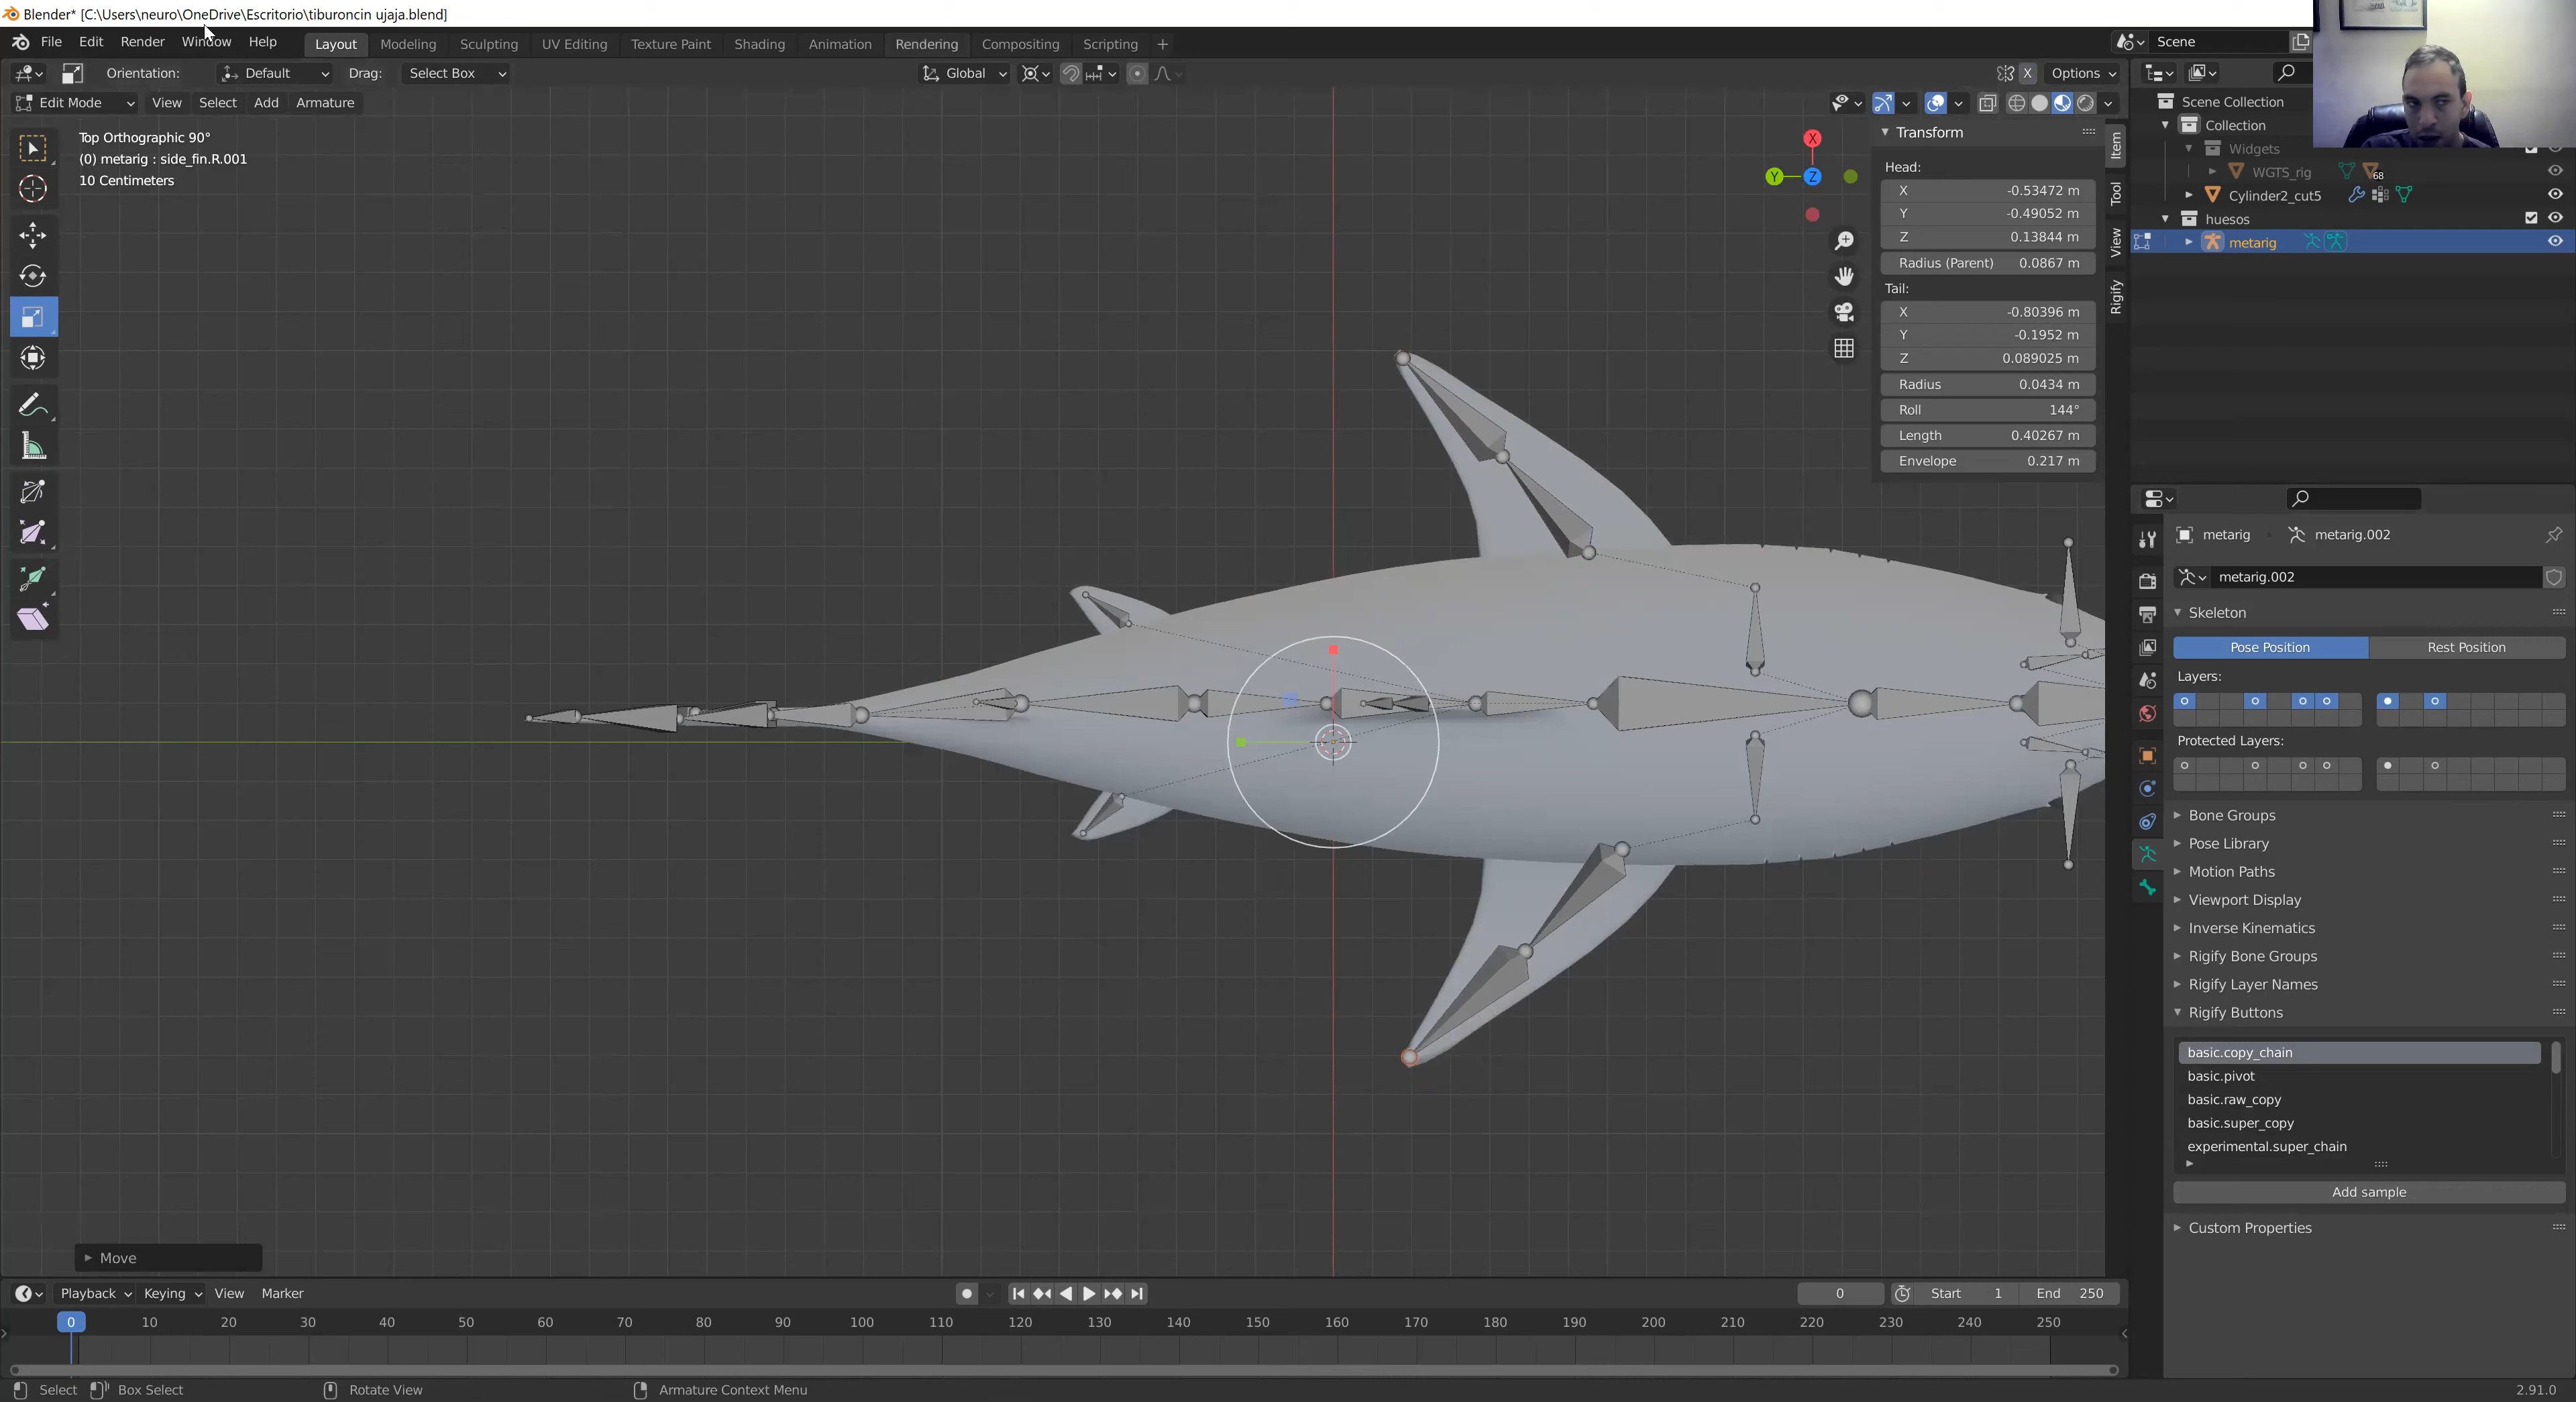 Blender* [C:\Users\neuro\OneDrive\Escritorio\tiburoncin ujaja.blend]
File Edit Render Window Help Layout Modeling Sculpting UV Editing Texture Paint Shading Animation Rendering Compositing Scripting + Scene
Orientation: Default Drag: Select Box Global X Options
Edit Mode View Select Add Armature
Top Orthographic 90°
(0) metarig : side_fin.R.001
10 Centimeters
X
Y
Z
Transform
Head:
X -0.53472 m
Y -0.49052 m
Z 0.13844 m
Radius (Parent) 0.0867 m
Tail:
X -0.80396 m
Y -0.1952 m
Z 0.089025 m
Radius 0.0434 m
Roll 144°
Length 0.40267 m
Envelope 0.217 m
Item
Tool
View
Rigify
Scene Collection
Collection
Widgets
WGTS_rig 68
Cylinder2_cut5
huesos
metarig
metarig metarig.002
metarig.002
Skeleton
Pose Position Rest Position
Layers:
Protected Layers:
Bone Groups
Pose Library
Motion Paths
Viewport Display
Inverse Kinematics
Rigify Bone Groups
Rigify Layer Names
Rigify Buttons
basic.copy_chain
basic.pivot
basic.raw_copy
basic.super_copy
experimental.super_chain
Add sample
Custom Properties
Move
Playback Keying View Marker 0 Start 1 End 250
0 10 20 30 40 50 60 70 80 90 100 110 120 130 140 150 160 170 180 190 200 210 220 230 240 250
Select Box Select Rotate View Armature Context Menu 2.91.0